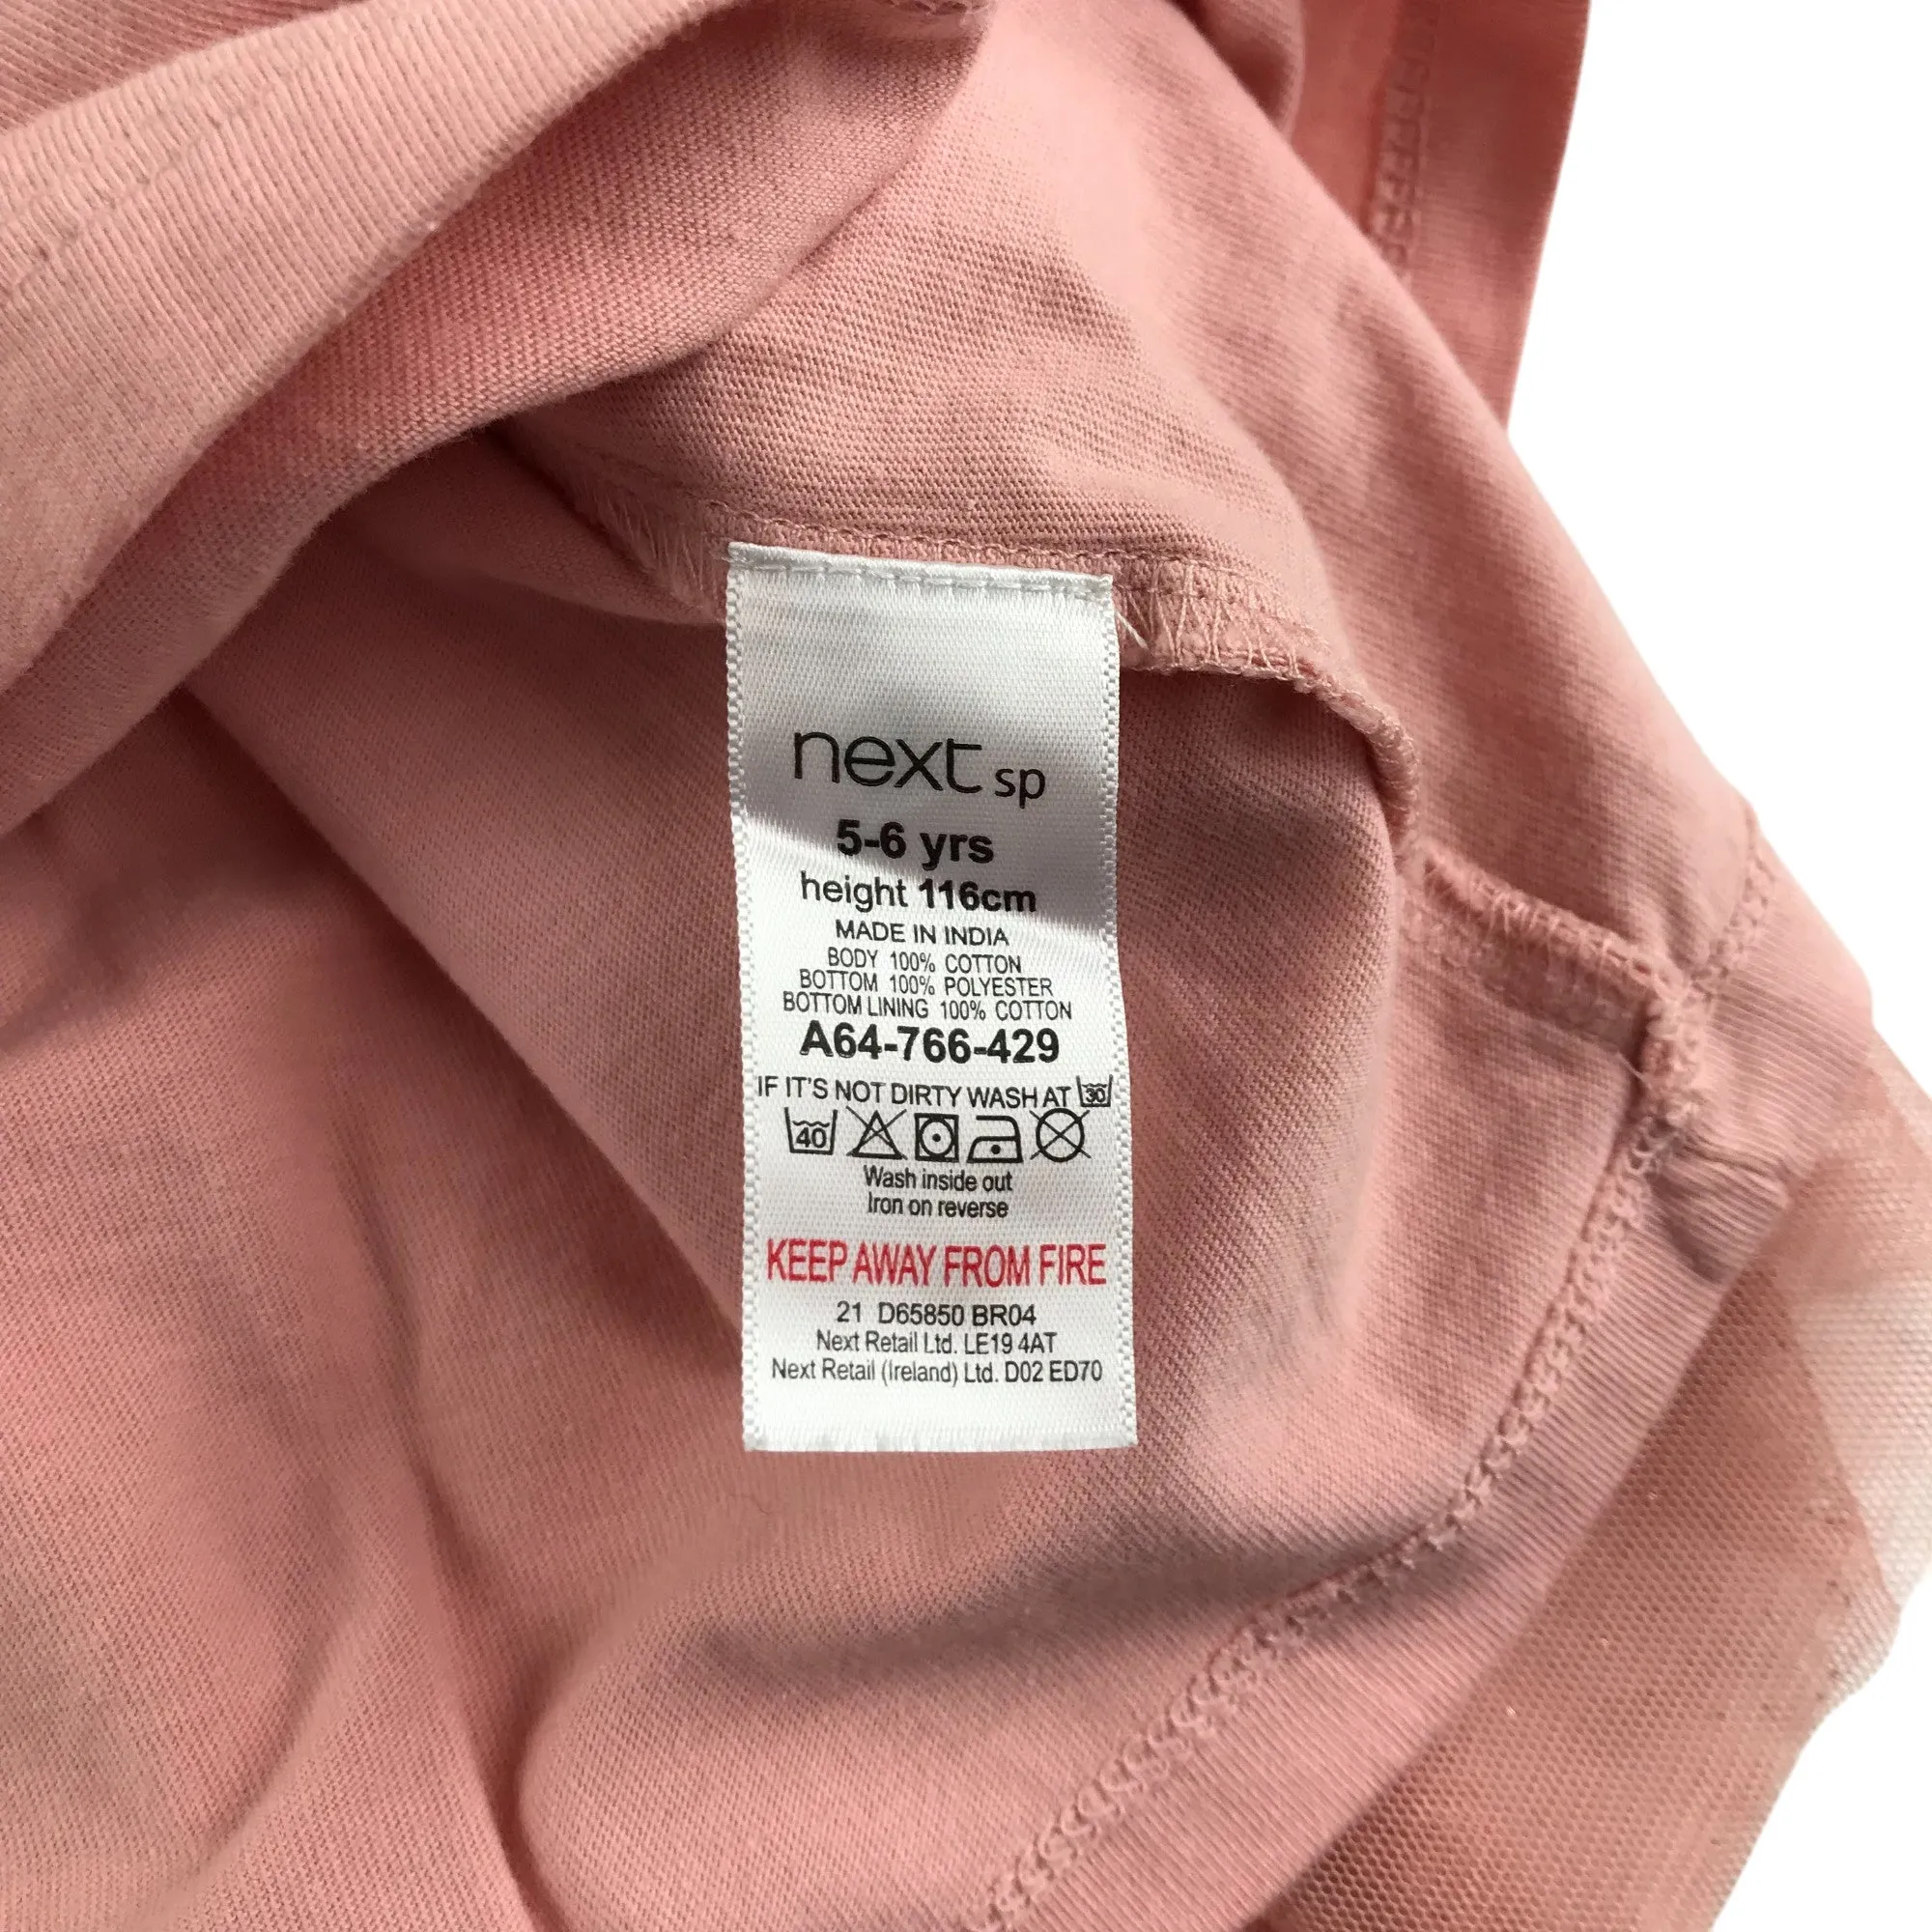 next sp
5-6 yrs
height 116cm
MADE IN INDIA
BODY 100% COTTON
BOTTOM 100% POLYESTER
BOTTOM LINING 100% COTTON
A64-766-429
IF IT'S NOT DIRTY WASH AT 30
40
Wash inside out
Iron on reverse
KEEP AWAY FROM FIRE
21 D65850 BR04
Next Retail Ltd. LE19 4AT
Next Retail (Ireland) Ltd. D02 ED70